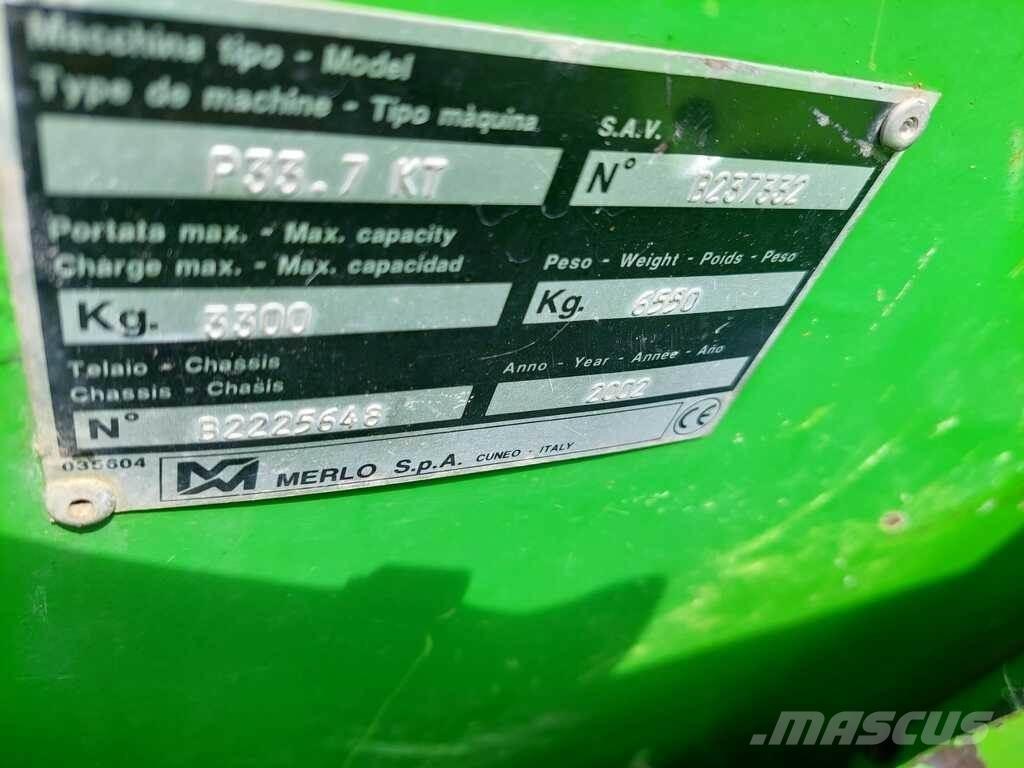 Macchina tipo - Model
Type de machine - Tipo màquina
P33.7 KT
S.A.V.
N° B237332
Portata max. - Max. capacity
Charge max. - Max. capacidad
Kg. 3300
Peso - Weight - Poids - Peso
Kg. 6550
Telaio - Chassis
Chassis - Chasis
N° B2225648
Anno - Year - Année - Año
2002
035604
MERLO S.p.A. CUNEO - ITALY
CE
MASCUS